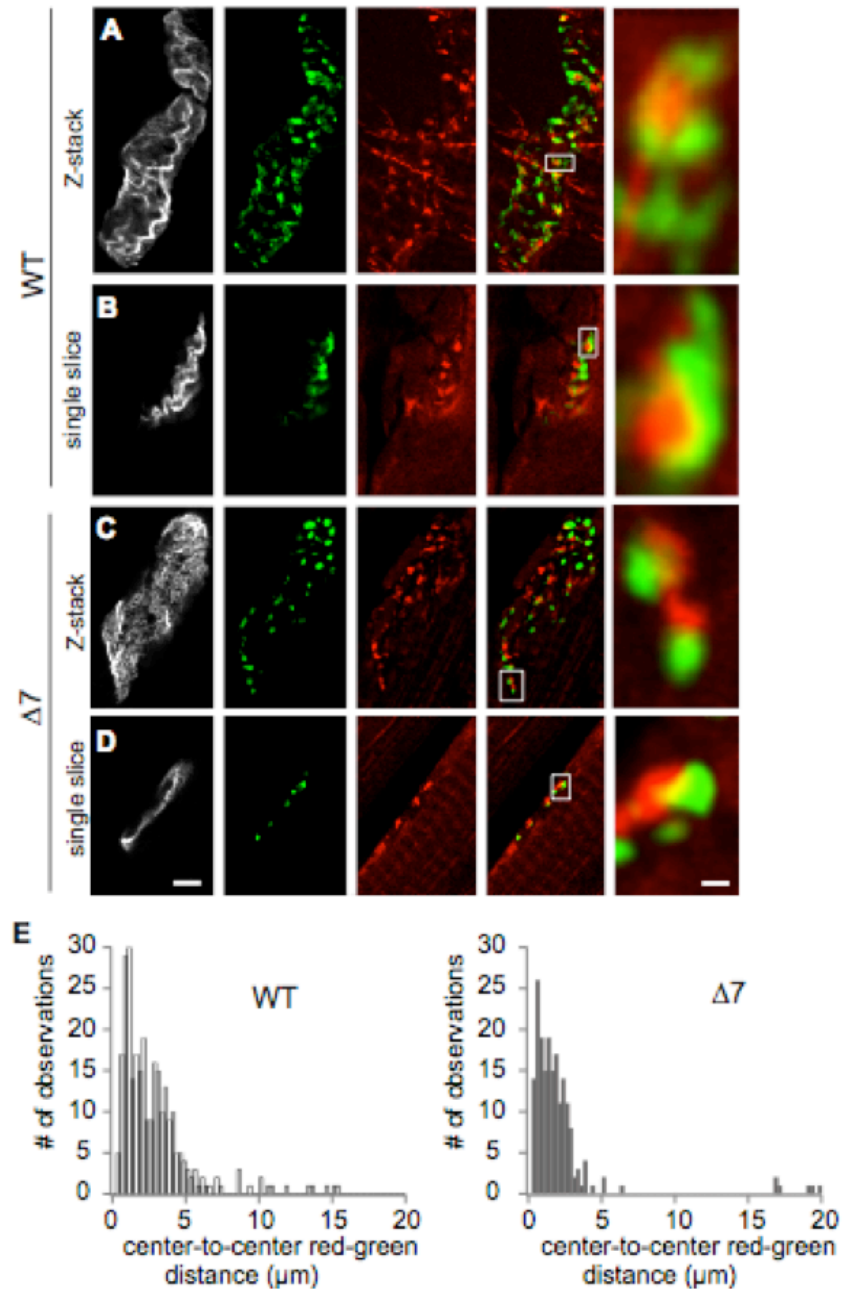 WT
Z-stack
A
single slice
B
Δ7
Z-stack
C
single slice
D
E
30
25
20
15
10
5
0
# of observations
WT
0
5
10
15
20
center-to-center red-green
distance (µm)
30
25
20
15
10
5
0
# of observations
Δ7
0
5
10
15
20
center-to-center red-green
distance (µm)